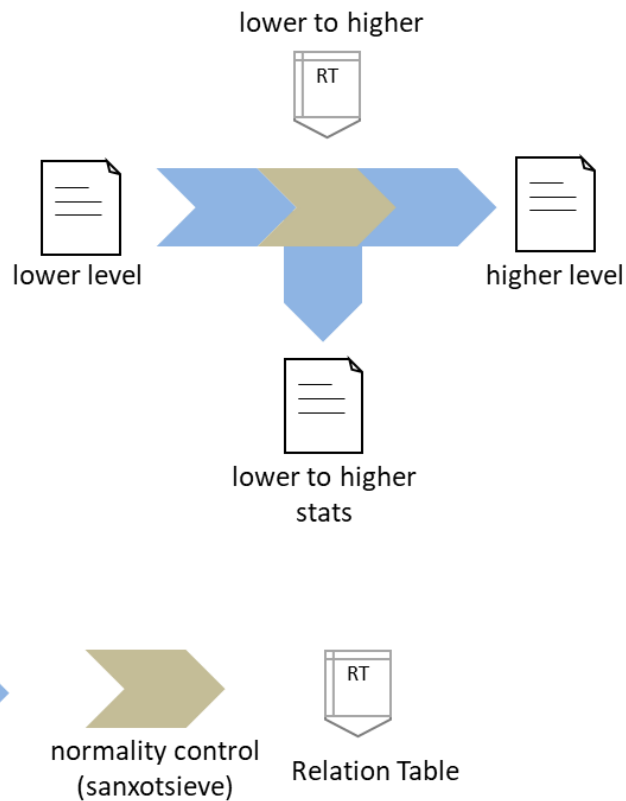 lower to higher
RT
lower level
higher level
lower to higher
stats
normality control
(sanxotsieve)
RT
Relation Table